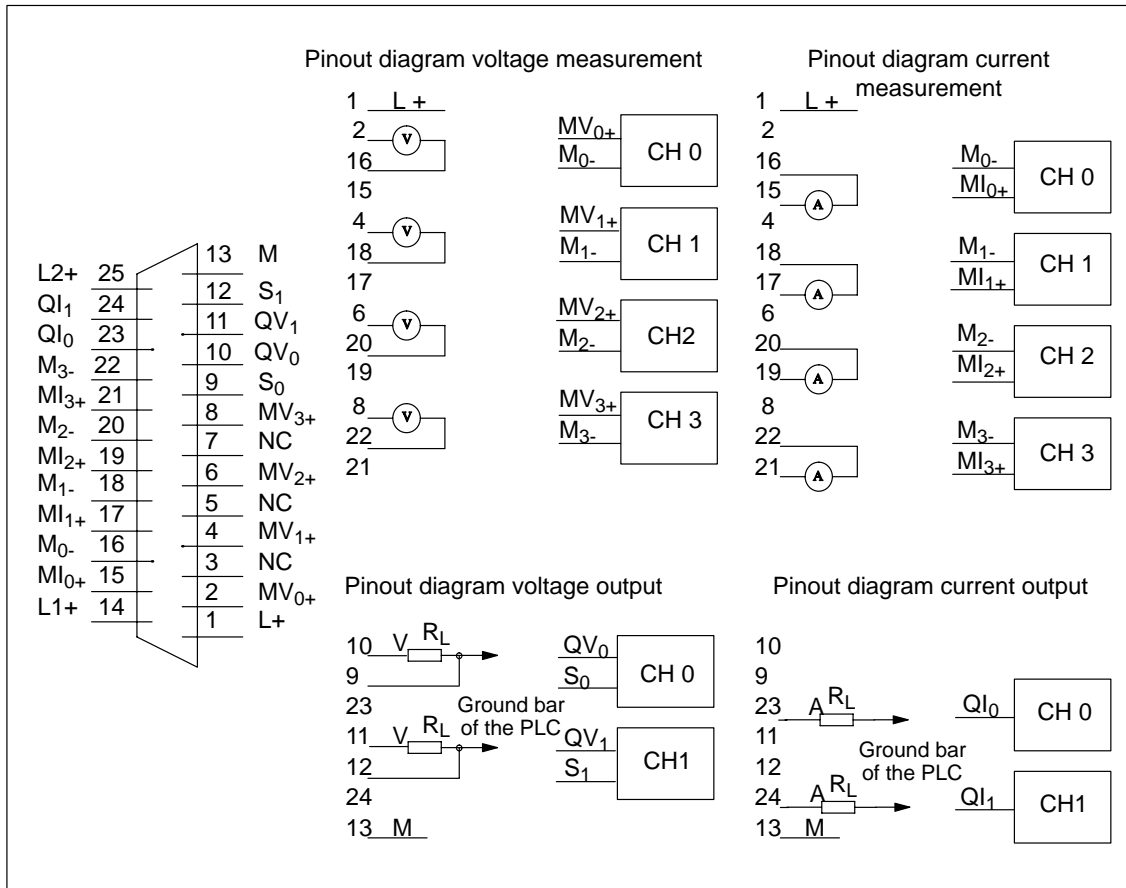 Pinout diagram voltage measurement
1 L +
2 V
16
15
4 V
18
17
6 V
20
19
8 V
22
21
MV0+
M0-
CH 0
MV1+
M1-
CH 1
MV2+
M2-
CH2
MV3+
M3-
CH 3
Pinout diagram current
measurement
1 L +
2
16
15 A
4
18
17 A
6
20
19 A
8
22
21 A
M0-
MI0+
CH 0
M1-
MI1+
CH 1
M2-
MI2+
CH 2
M3-
MI3+
CH 3
L2+ 25
QI1 24
QI0 23
M3- 22
MI3+ 21
M2- 20
MI2+ 19
M1- 18
MI1+ 17
M0- 16
MI0+ 15
L1+ 14
13 M
12 S1
11 QV1
10 QV0
9 S0
8 MV3+
7 NC
6 MV2+
5 NC
4 MV1+
3 NC
2 MV0+
1 L+
Pinout diagram voltage output
10 V RL
9
23
11 V RL
12
24
13 M
Ground bar
of the PLC
QV0
S0
CH 0
QV1
S1
CH1
Pinout diagram current output
10
9
23 A RL
11
12
24 A RL
13 M
Ground bar
of the PLC
QI0
CH 0
QI1
CH1